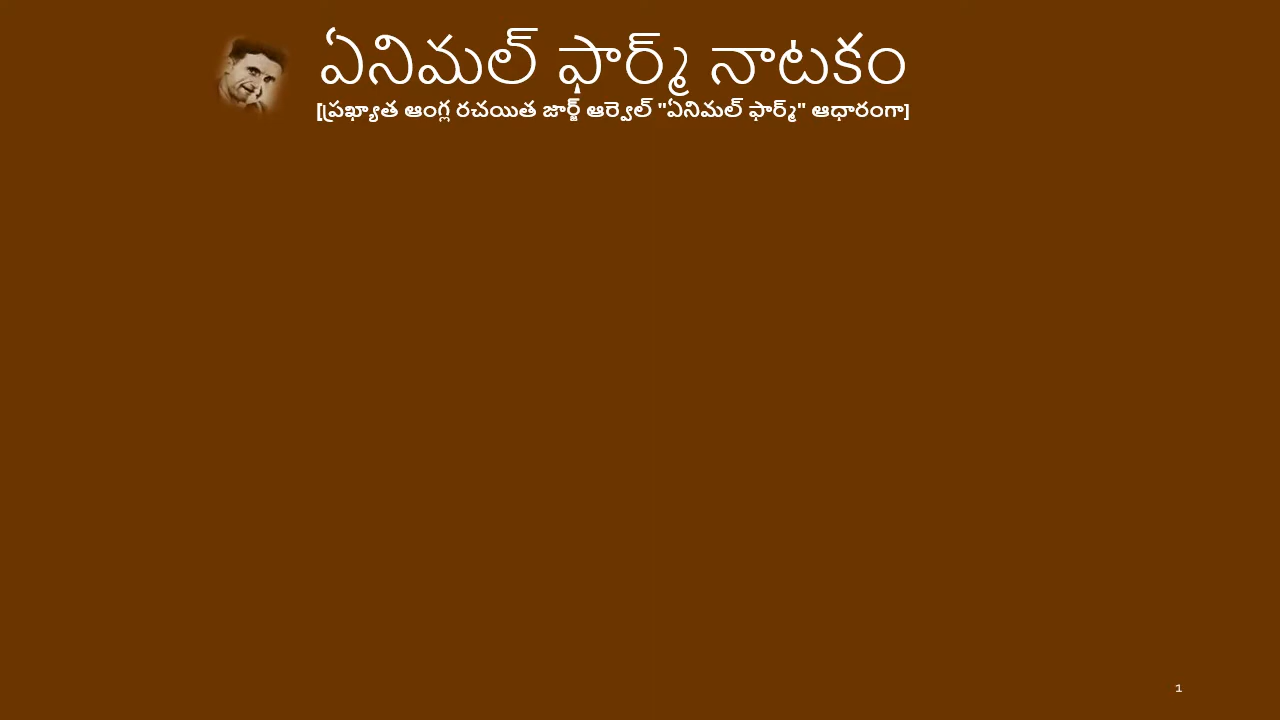 ఏనిమల్ ఫార్మ్ నాటకం
[ప్రఖ్యాత ఆంగ్ల రచయిత జార్జ్ ఆర్వెల్ "ఏనిమల్ ఫార్మ్" ఆధారంగా]
1